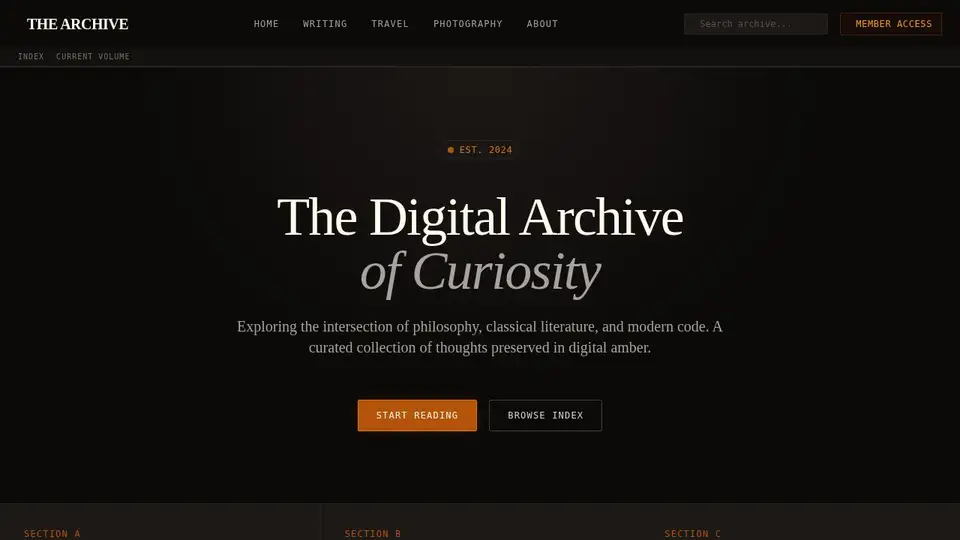 THE ARCHIVE
HOME WRITING TRAVEL PHOTOGRAPHY ABOUT
Search archive...
MEMBER ACCESS
INDEX CURRENT VOLUME
EST. 2024
The Digital Archive
of Curiosity
Exploring the intersection of philosophy, classical literature, and modern code. A
curated collection of thoughts preserved in digital amber.
START READING
BROWSE INDEX
SECTION A
SECTION B
SECTION C